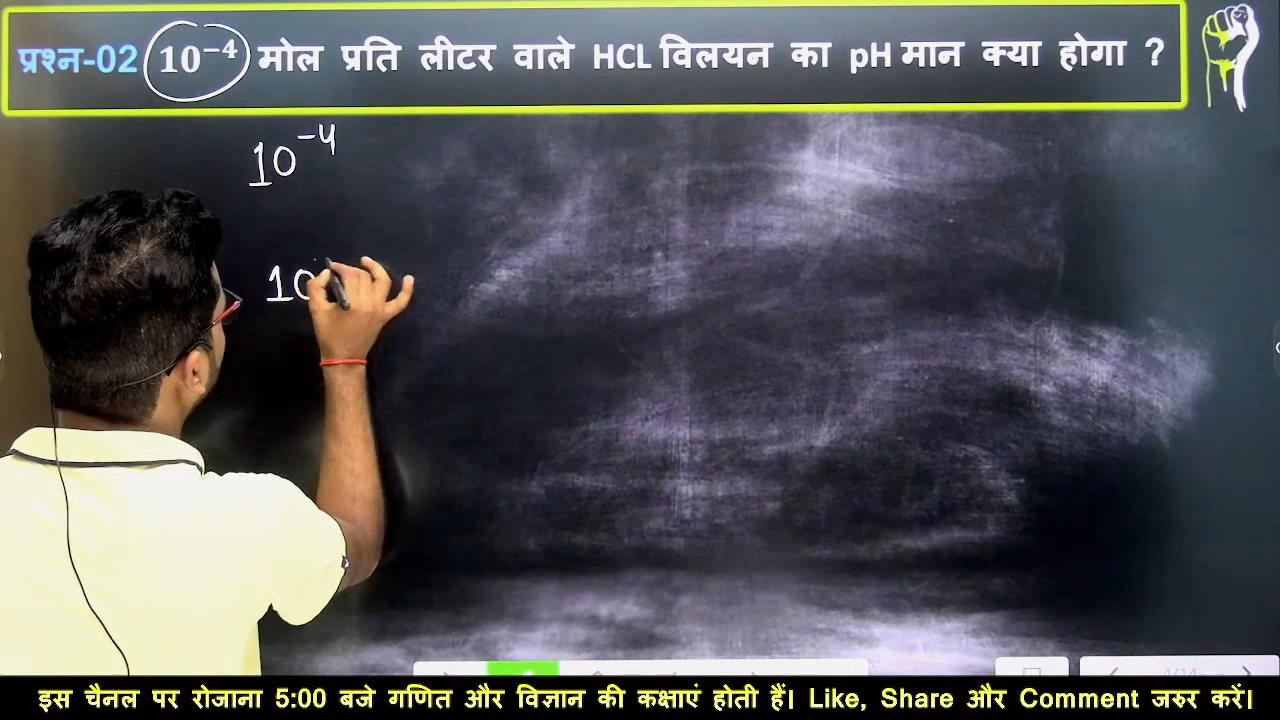 प्रश्न-02 10⁻⁴ मोल प्रति लीटर वाले HCL विलयन का pH मान क्या होगा ?
10⁻⁴
10
इस चैनल पर रोजाना 5:00 बजे गणित और विज्ञान की कक्षाएं होती हैं। Like, Share और Comment जरुर करें।